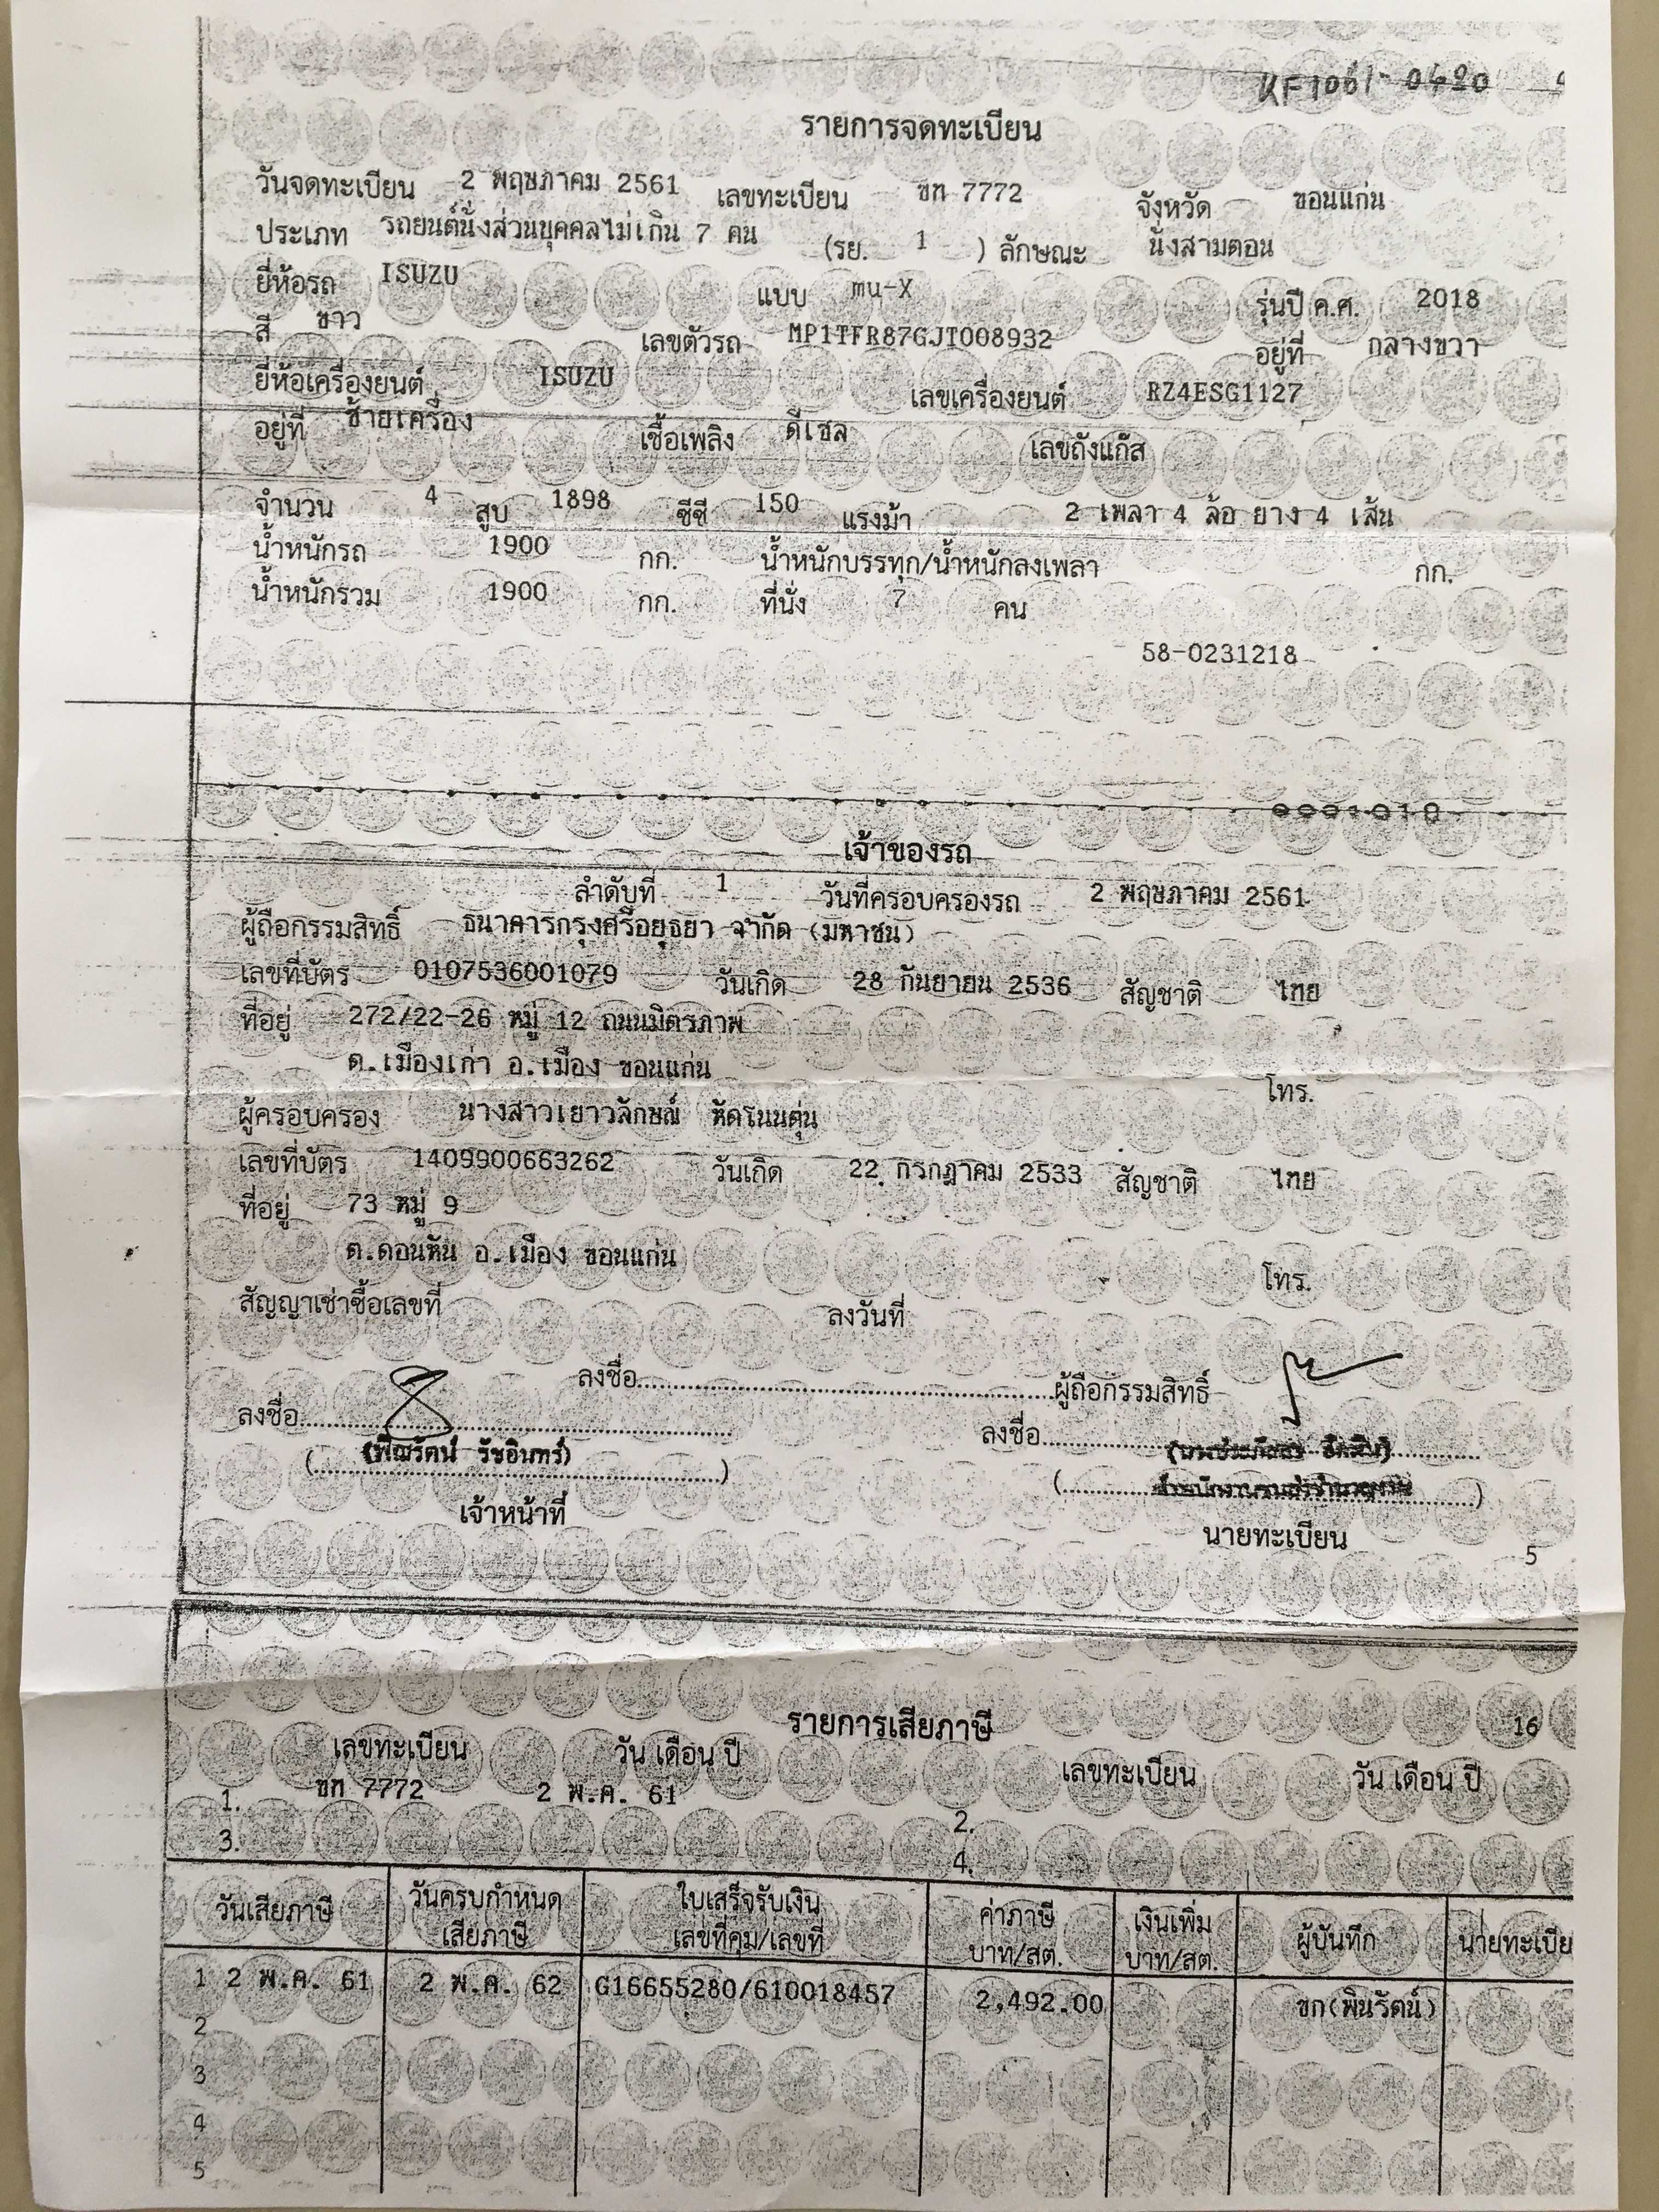 รายการจดทะเบียน
วันจดทะเบียน 2 พฤษภาคม 2561 เลขทะเบียน ขก 7772 จังหวัด ขอนแก่น
ประเภท รถยนต์นั่งส่วนบุคคลไม่เกิน 7 คน (รย. 1 ) ลักษณะ นั่งสามตอน
ยี่ห้อรถ ISUZU แบบ mu-X รุ่นปี ค.ศ. 2018
สี ขาว เลขตัวรถ MP1TFR87GJT008932 อยู่ที่ กลางขวา
ยี่ห้อเครื่องยนต์ ISUZU เลขเครื่องยนต์ RZ4ESG1127
อยู่ที่ ซ้ายเครื่อง เชื้อเพลิง ดีเซล เลขถังแก๊ส
จำนวน 4 สูบ 1898 ซีซี 150 แรงม้า 2 เพลา 4 ล้อ ยาง 4 เส้น
น้ำหนักรถ 1900 กก. น้ำหนักบรรทุก/น้ำหนักลงเพลา กก.
น้ำหนักรวม 1900 กก. ที่นั่ง 7 คน
58-0231218
เจ้าของรถ
ลำดับที่ 1 วันที่ครอบครองรถ 2 พฤษภาคม 2561
ผู้ถือกรรมสิทธิ์ ธนาคารกรุงศรีอยุธยา จำกัด (มหาชน)
เลขที่บัตร 0107536001079 วันเกิด 28 กันยายน 2536 สัญชาติ ไทย
ที่อยู่ 272/22-26 หมู่ 12 ถนนมิตรภาพ
ต.เมืองเก่า อ.เมือง ขอนแก่น
โทร.
ผู้ครอบครอง นางสาวเยาวลักษณ์ หัดโนนตุ่น
เลขที่บัตร 1409900663262 วันเกิด 22 กรกฎาคม 2533 สัญชาติ ไทย
ที่อยู่ 73 หมู่ 9
ต.ดอนหัน อ.เมือง ขอนแก่น
โทร.
สัญญาเช่าซื้อเลขที่ ลงวันที่
ลงชื่อ ผู้ถือกรรมสิทธิ์
ลงชื่อ ลงชื่อ
(พิณรัตน์ รัชอินทร์)
เจ้าหน้าที่ นายทะเบียน
5
รายการเสียภาษี 16
เลขทะเบียน วัน เดือน ปี เลขทะเบียน วัน เดือน ปี
1. ขก 7772 2 พ.ค. 61 2.
3. 4.
วันเสียภาษี วันครบกำหนดเสียภาษี ใบเสร็จรับเงิน เลขที่คุม/เลขที่ ค่าภาษี บาท/สต. เงินเพิ่ม บาท/สต. ผู้บันทึก นายทะเบีย
1 2 พ.ค. 61 2 พ.ค. 62 G16655280/610018457 2,492.00 ขก(พินรัตน์)
2
3
4
5